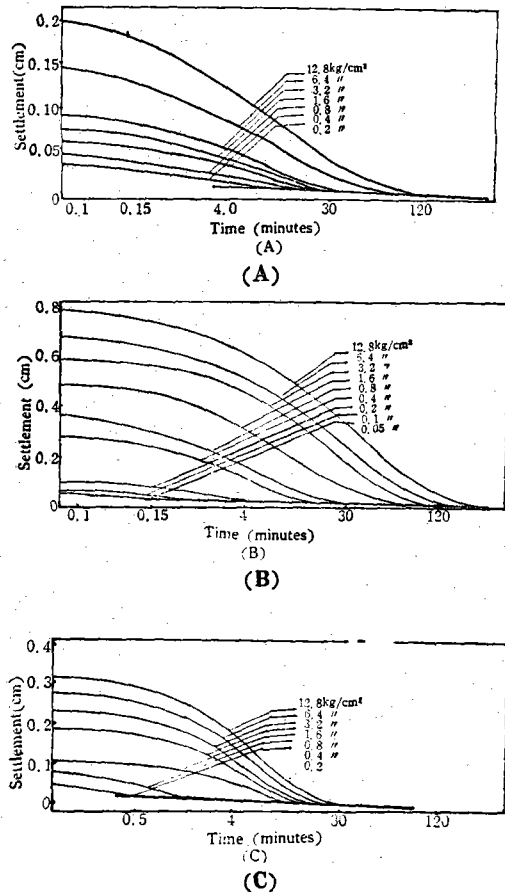 0.2
0.15
0.10
0.05
0
Settlement(cm)
12.8kg/cm²
6.4 〃
3.2 〃
1.6 〃
0.8 〃
0.4 〃
0.2 〃
0.1 0.15 4.0 30 120
Time (minutes)
(A)
(A)
0.8
0.6
0.4
0.2
0
Settlement (cm)
12.8kg/cm²
6.4 〃
3.2 〃
1.6 〃
0.8 〃
0.4 〃
0.2 〃
0.1 〃
0.05 〃
0.1 0.15 4 30 120
Time (minutes)
(B)
(B)
0.4
0.3
0.2
0.1
0
Settlement(cm)
12.8kg/cm²
6.4 〃
3.2 〃
1.6 〃
0.8 〃
0.4 〃
0.2
0.5 4 30 120
Time (minutes)
(C)
(C)